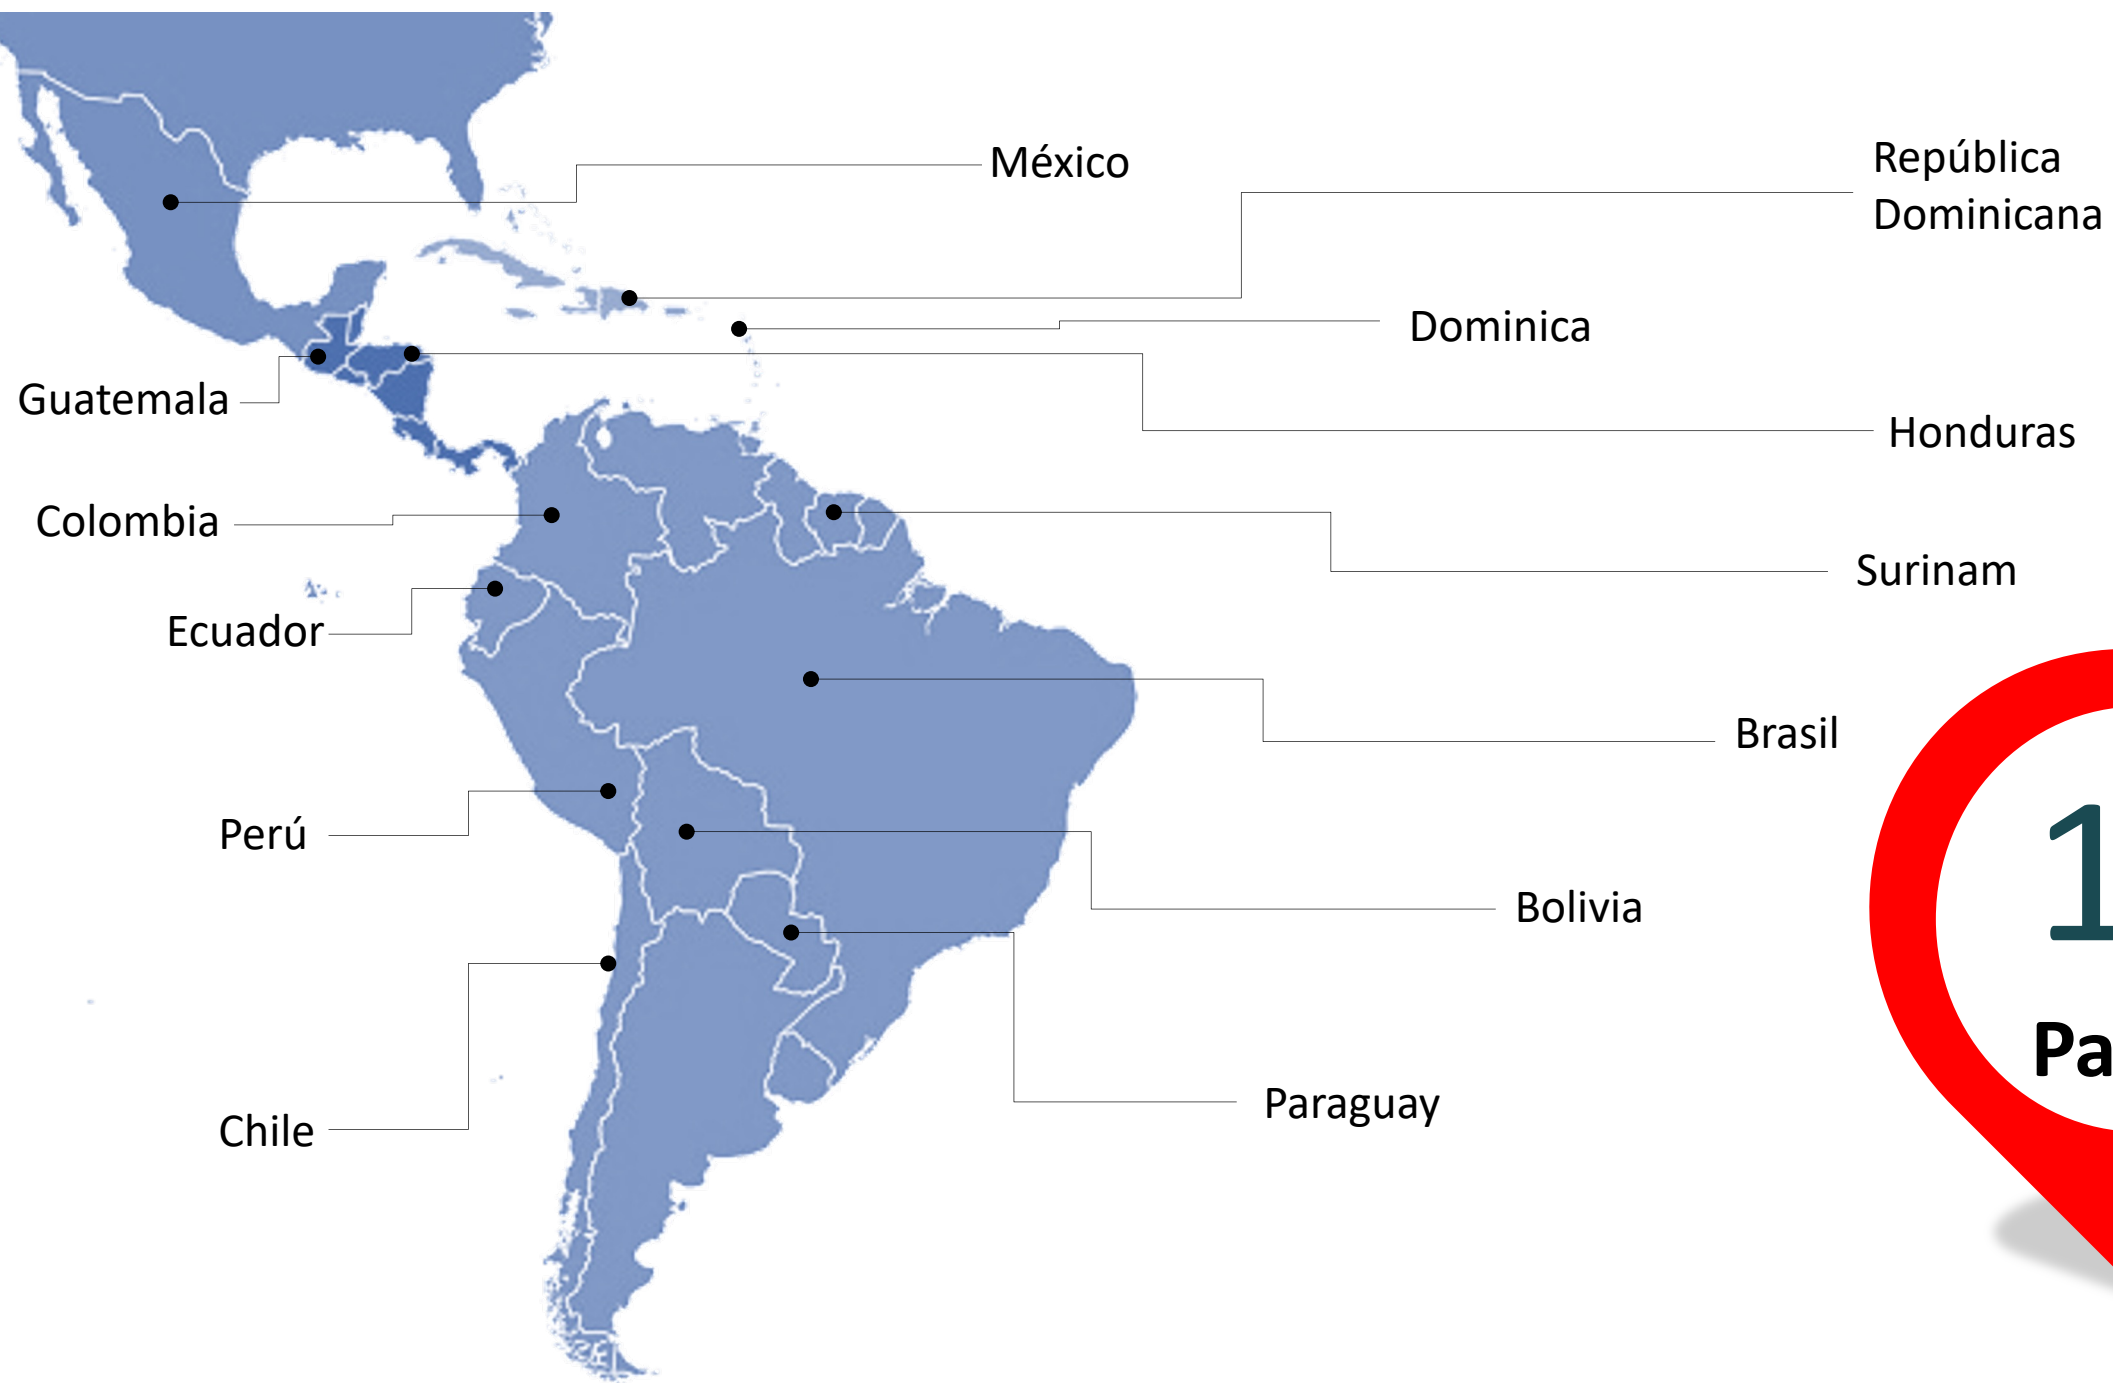 México
República
Dominicana
Dominica
Guatemala
Honduras
Colombia
Surinam
Ecuador
Brasil
Perú
Bolivia
Chile
Paraguay
1
Pa